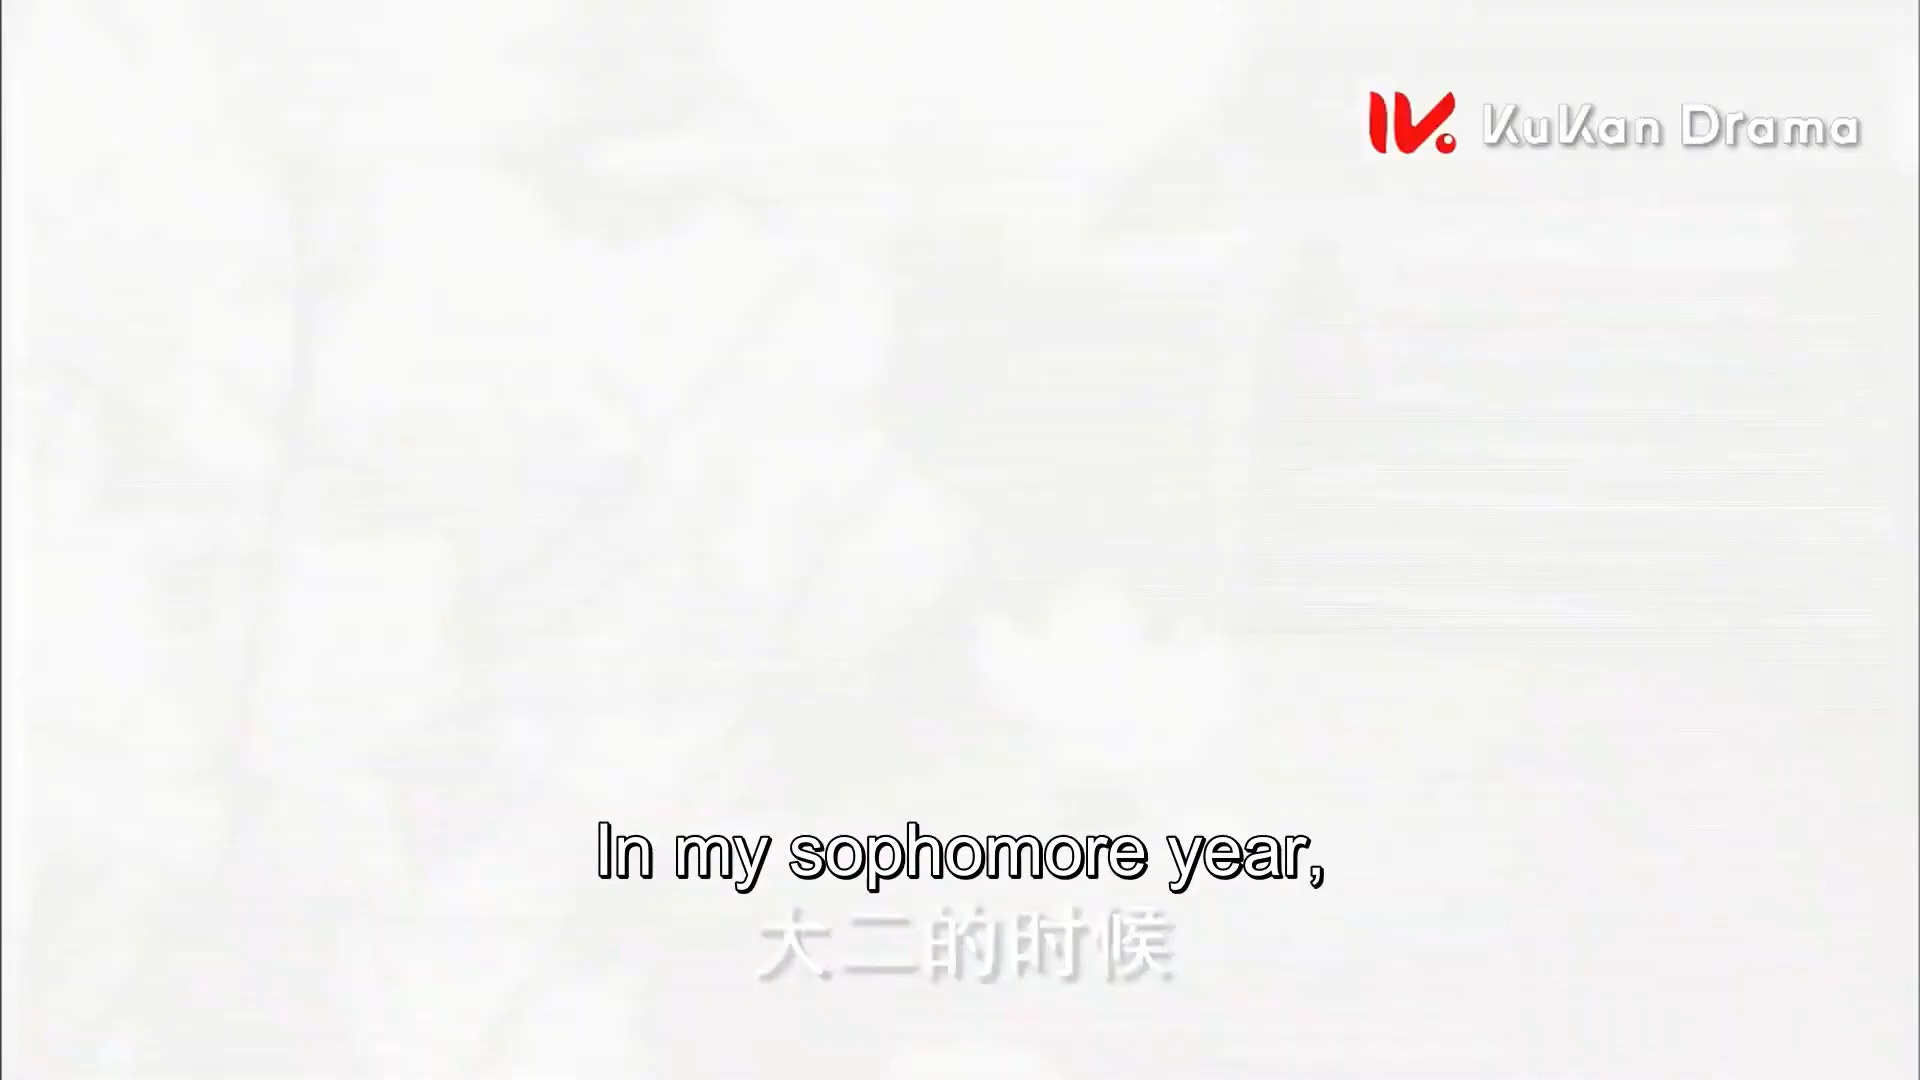 KuKan Drama
In my sophomore year,
大二的时候